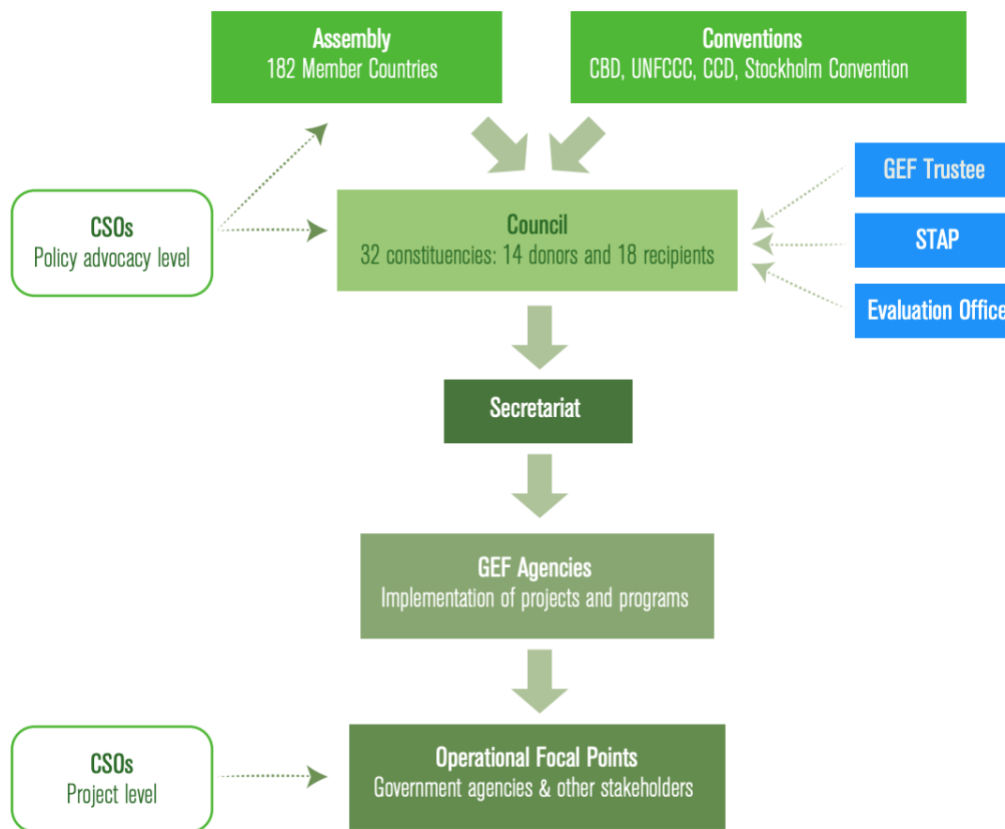 Assembly
182 Member Countries
Conventions
CBD, UNFCCC, CCD, Stockholm Convention
GEF Trustee
CSOs
Policy advocacy level
Council
32 constituencies: 14 donors and 18 recipients
STAP
Evaluation Office
Secretariat
GEF Agencies
Implementation of projects and programs
CSOs
Project level
Operational Focal Points
Government agencies & other stakeholders